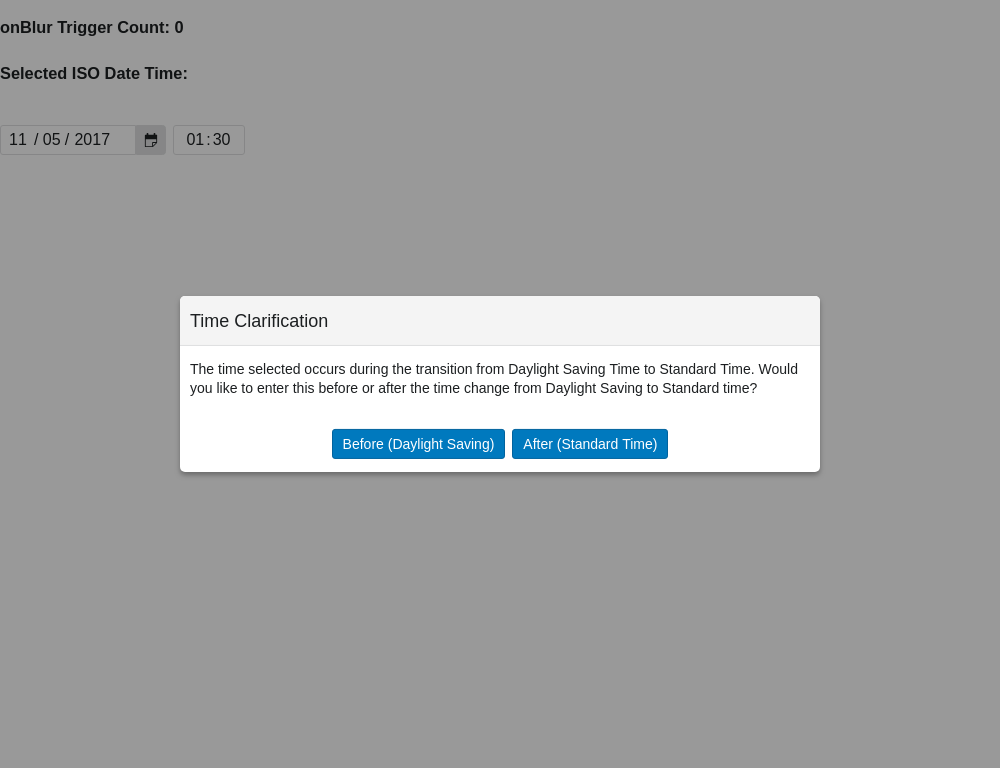 onBlur Trigger Count: 0
Selected ISO Date Time:
11 / 05 / 2017 01:30
Time Clarification
The time selected occurs during the transition from Daylight Saving Time to Standard Time. Would
you like to enter this before or after the time change from Daylight Saving to Standard time?
Before (Daylight Saving) After (Standard Time)